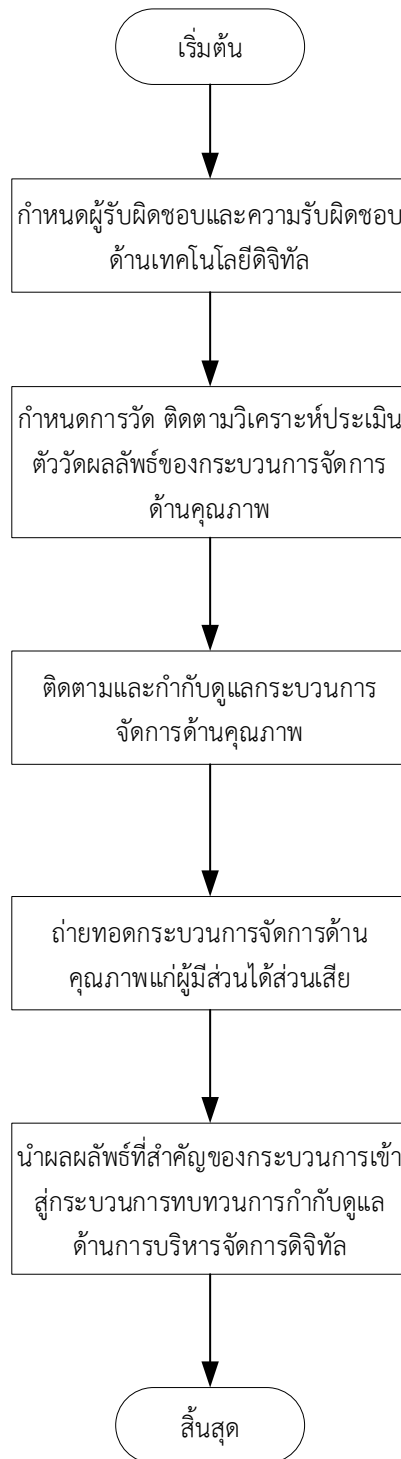 เริ่มต้น
กำหนดผู้รับผิดชอบและความรับผิดชอบ
ด้านเทคโนโลยีดิจิทัล
กำหนดการวัด ติดตามวิเคราะห์ประเมิน
ตัววัดผลลัพธ์ของกระบวนการจัดการ
ด้านคุณภาพ
ติดตามและกำกับดูแลกระบวนการ
จัดการด้านคุณภาพ
ถ่ายทอดกระบวนการจัดการด้าน
คุณภาพแก่ผู้มีส่วนได้ส่วนเสีย
นำผลผลัพธ์ที่สำคัญของกระบวนการเข้า
สู่กระบวนการทบทวนการกำกับดูแล
ด้านการบริหารจัดการดิจิทัล
สิ้นสุด